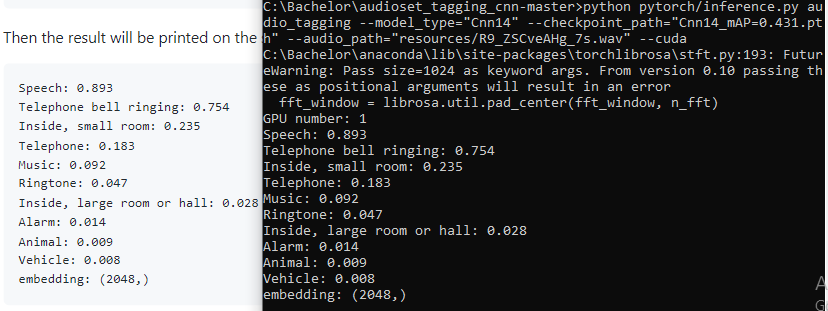 Then the result will be printed on the
Speech: 0.893
Telephone bell ringing: 0.754
Inside, small room: 0.235
Telephone: 0.183
Music: 0.092
Ringtone: 0.047
Inside, large room or hall: 0.028
Alarm: 0.014
Animal: 0.009
Vehicle: 0.008
embedding: (2048,)
C:\Bachelor\audioset_tagging_cnn-master>python pytorch/inference.py au
dio_tagging --model_type="Cnn14" --checkpoint_path="Cnn14_mAP=0.431.pt
h" --audio_path="resources/R9_ZSCveAHg_7s.wav" --cuda
C:\Bachelor\anaconda\lib\site-packages\torchlibrosa\stft.py:193: Futur
eWarning: Pass size=1024 as keyword args. From version 0.10 passing th
ese as positional arguments will result in an error
  fft_window = librosa.util.pad_center(fft_window, n_fft)
GPU number: 1
Speech: 0.893
Telephone bell ringing: 0.754
Inside, small room: 0.235
Telephone: 0.183
Music: 0.092
Ringtone: 0.047
Inside, large room or hall: 0.028
Alarm: 0.014
Animal: 0.009
Vehicle: 0.008
embedding: (2048,)